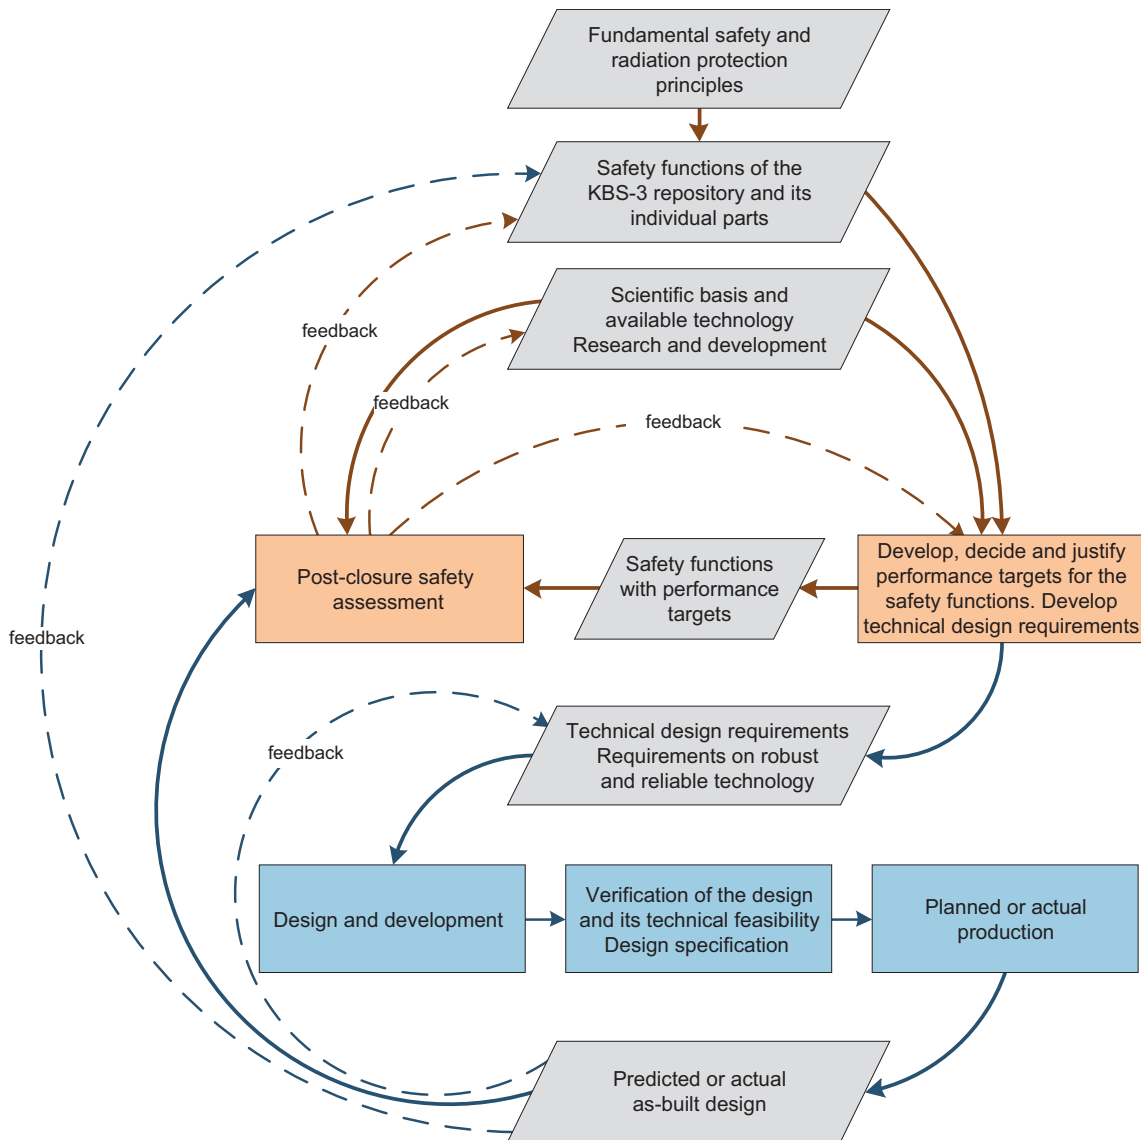 Fundamental safety and
radiation protection
principles
Safety functions of the
KBS-3 repository and its
individual parts
Scientific basis and
available technology
Research and development
feedback
feedback
feedback
Post-closure safety
assessment
Safety functions
with performance
targets
Develop, decide and justify
performance targets for the
safety functions. Develop
technical design requirements
feedback
Technical design requirements
Requirements on robust
and reliable technology
feedback
Design and development
Verification of the design
and its technical feasibility
Design specification
Planned or actual
production
Predicted or actual
as-built design